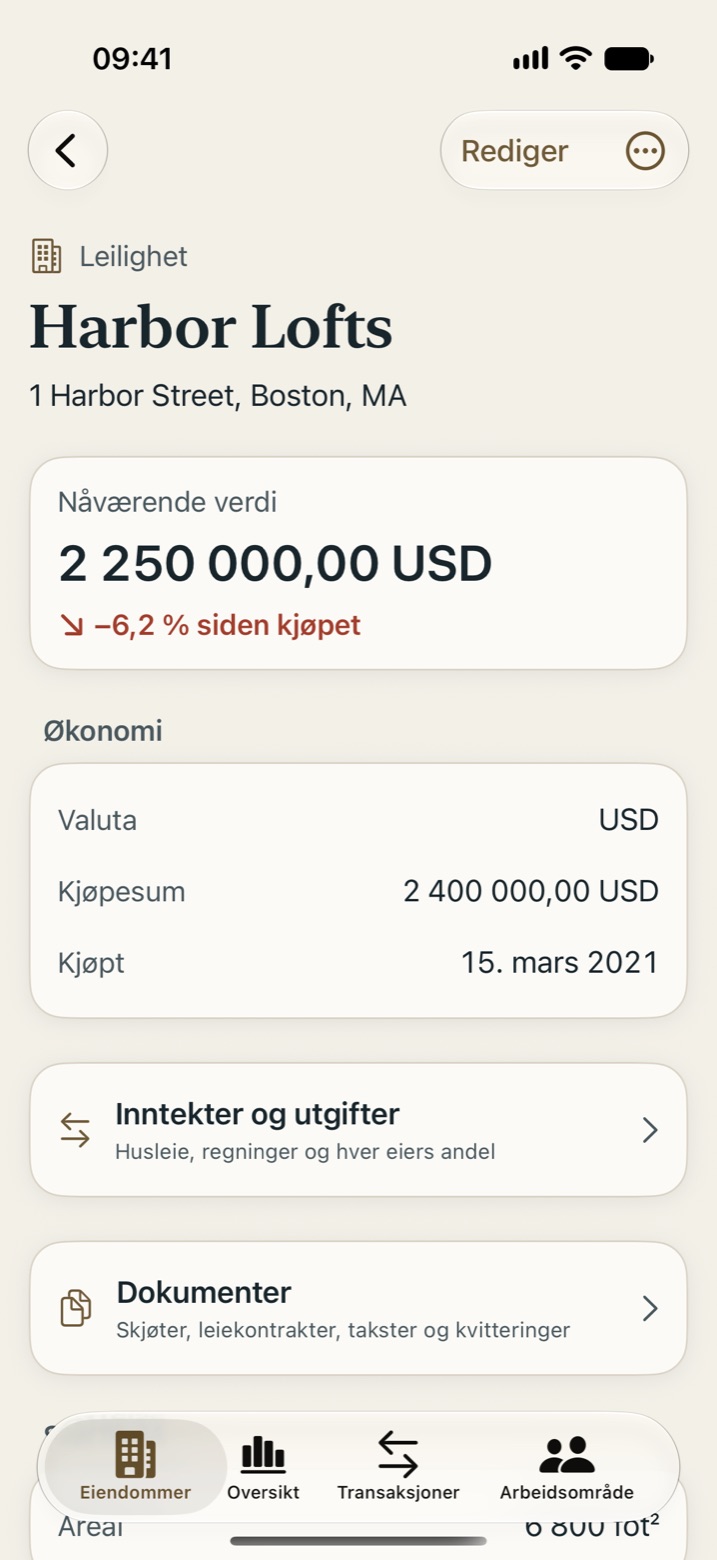 09:41
Rediger
Leilighet
Harbor Lofts
1 Harbor Street, Boston, MA
Nåværende verdi
2 250 000,00 USD
−6,2 % siden kjøpet
Økonomi
Valuta USD
Kjøpesum 2 400 000,00 USD
Kjøpt 15. mars 2021
Inntekter og utgifter
Husleie, regninger og hver eiers andel
Dokumenter
Skjøter, leiekontrakter, takster og kvitteringer
Eiendommer Oversikt Transaksjoner Arbeidsområde
Areal 6 800 fot²